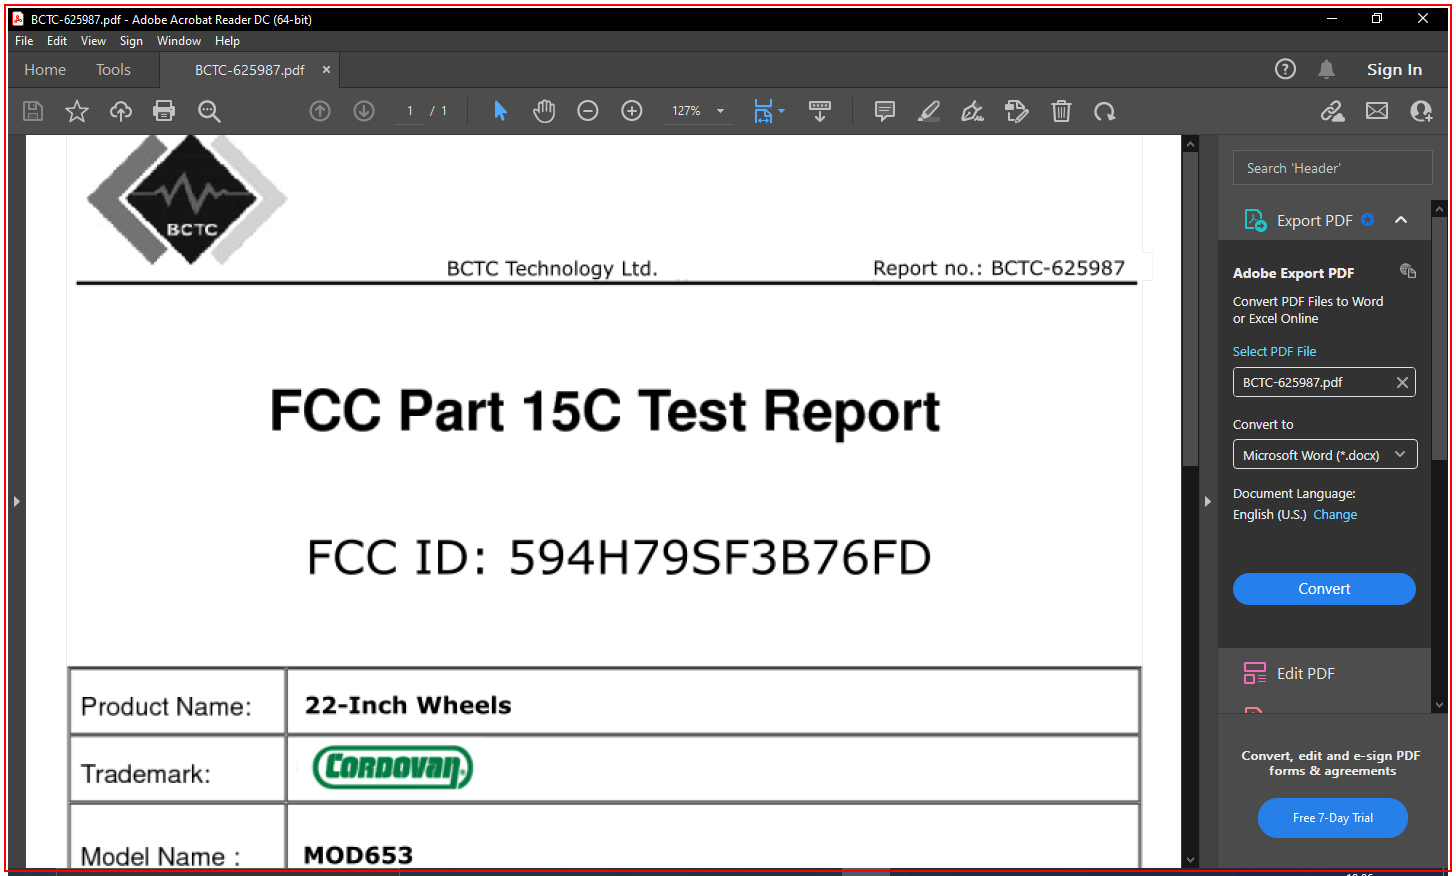 BCTC-625987.pdf - Adobe Acrobat Reader DC (64-bit)
File Edit View Sign Window Help
Home Tools BCTC-625987.pdf × Sign In
1 / 1 127%
BCTC
BCTC Technology Ltd. Report no.: BCTC-625987
FCC Part 15C Test Report
FCC ID: 594H79SF3B76FD
Product Name: 22-Inch Wheels
Trademark: CORDOVAN
Model Name : MOD653
Search 'Header'
Export PDF
Adobe Export PDF
Convert PDF Files to Word
or Excel Online
Select PDF File
BCTC-625987.pdf
Convert to
Microsoft Word (*.docx)
Document Language:
English (U.S.) Change
Convert
Edit PDF
Convert, edit and e-sign PDF
forms & agreements
Free 7-Day Trial